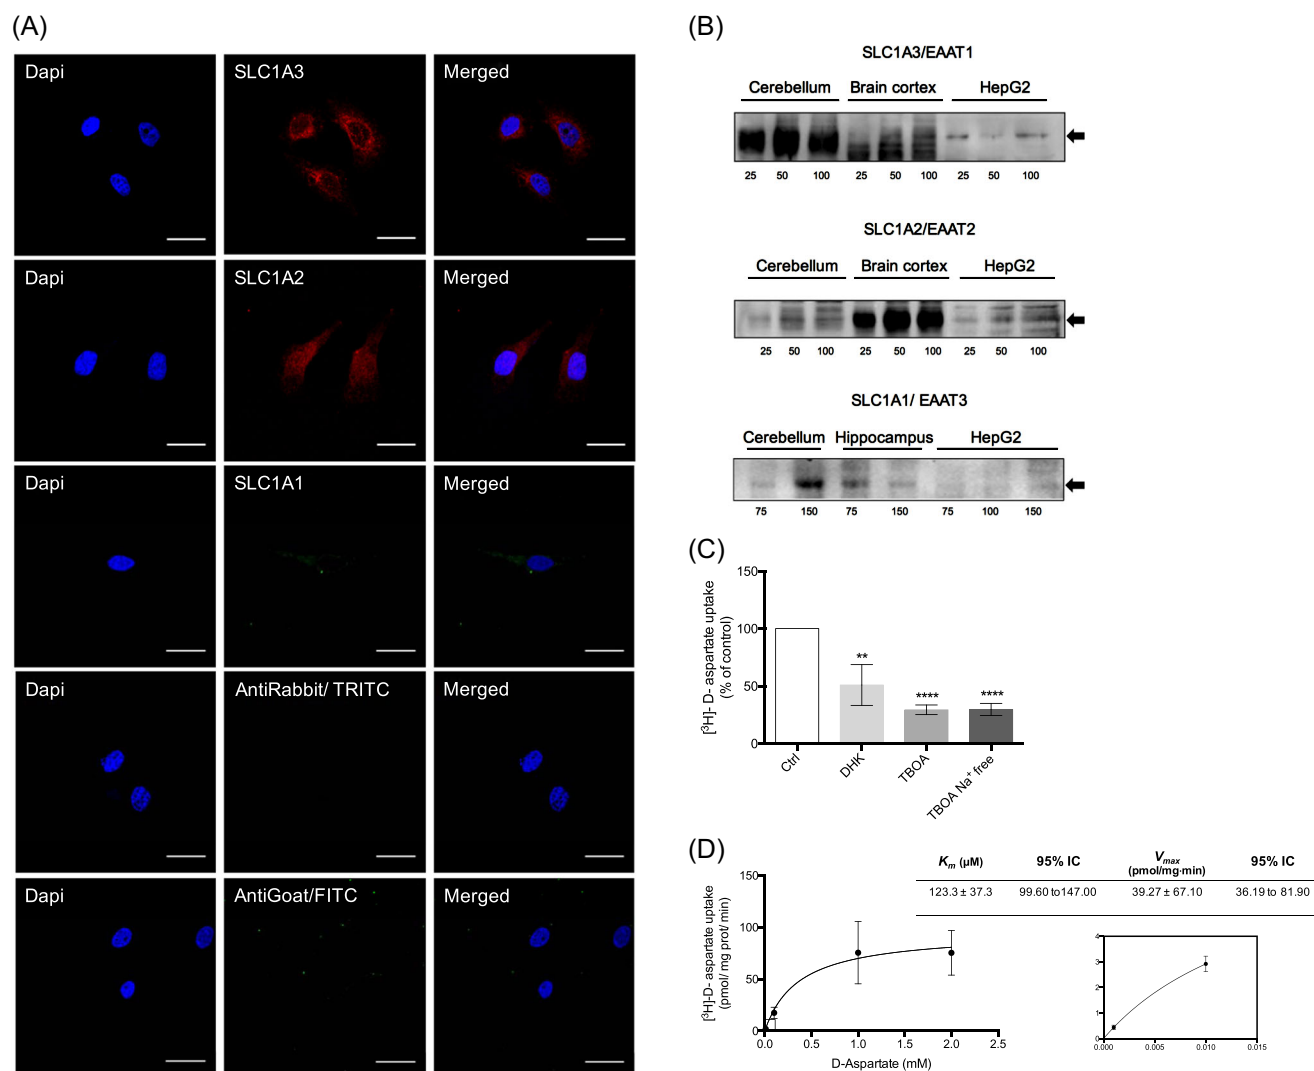 (A)
Dapi SLC1A3 Merged
Dapi SLC1A2 Merged
Dapi SLC1A1 Merged
Dapi AntiRabbit/ TRITC Merged
Dapi AntiGoat/FITC Merged
(B)
SLC1A3/EAAT1
Cerebellum Brain cortex HepG2
25 50 100 25 50 100 25 50 100
SLC1A2/EAAT2
Cerebellum Brain cortex HepG2
25 50 100 25 50 100 25 50 100
SLC1A1/ EAAT3
Cerebellum Hippocampus HepG2
75 150 75 150 75 100 150
(C)
[³H]- D- aspartate uptake
(% of control)
150
100
50
0
** **** ****
Ctrl DHK TBOA TBOA Na⁺ free
(D)
[³H]-D- aspartate uptake
(pmol/ mg prot/ min)
150
100
50
0
0.0 0.5 1.0 1.5 2.0 2.5
D-Aspartate (mM)
Km (µM) 95% IC Vmax (pmol/mg·min) 95% IC
123.3 ± 37.3 99.60 to147.00 39.27 ± 67.10 36.19 to 81.90
4
3
2
1
0
0.000 0.005 0.010 0.015